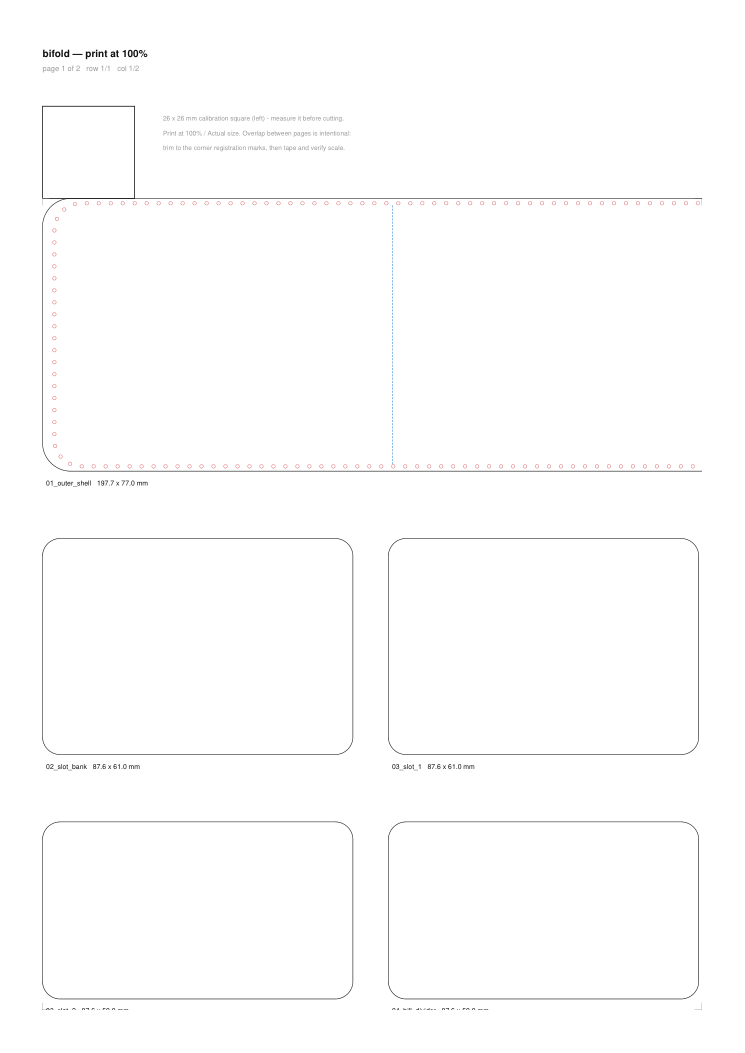 bifold — print at 100%
page 1 of 2 row 1/1 col 1/2
26 x 26 mm calibration square (left) - measure it before cutting.
Print at 100% / Actual size. Overlap between pages is intentional:
trim to the corner registration marks, then tape and verify scale.
01_outer_shell 197.7 x 77.0 mm
02_slot_bank 87.6 x 61.0 mm
03_slot_1 87.6 x 61.0 mm